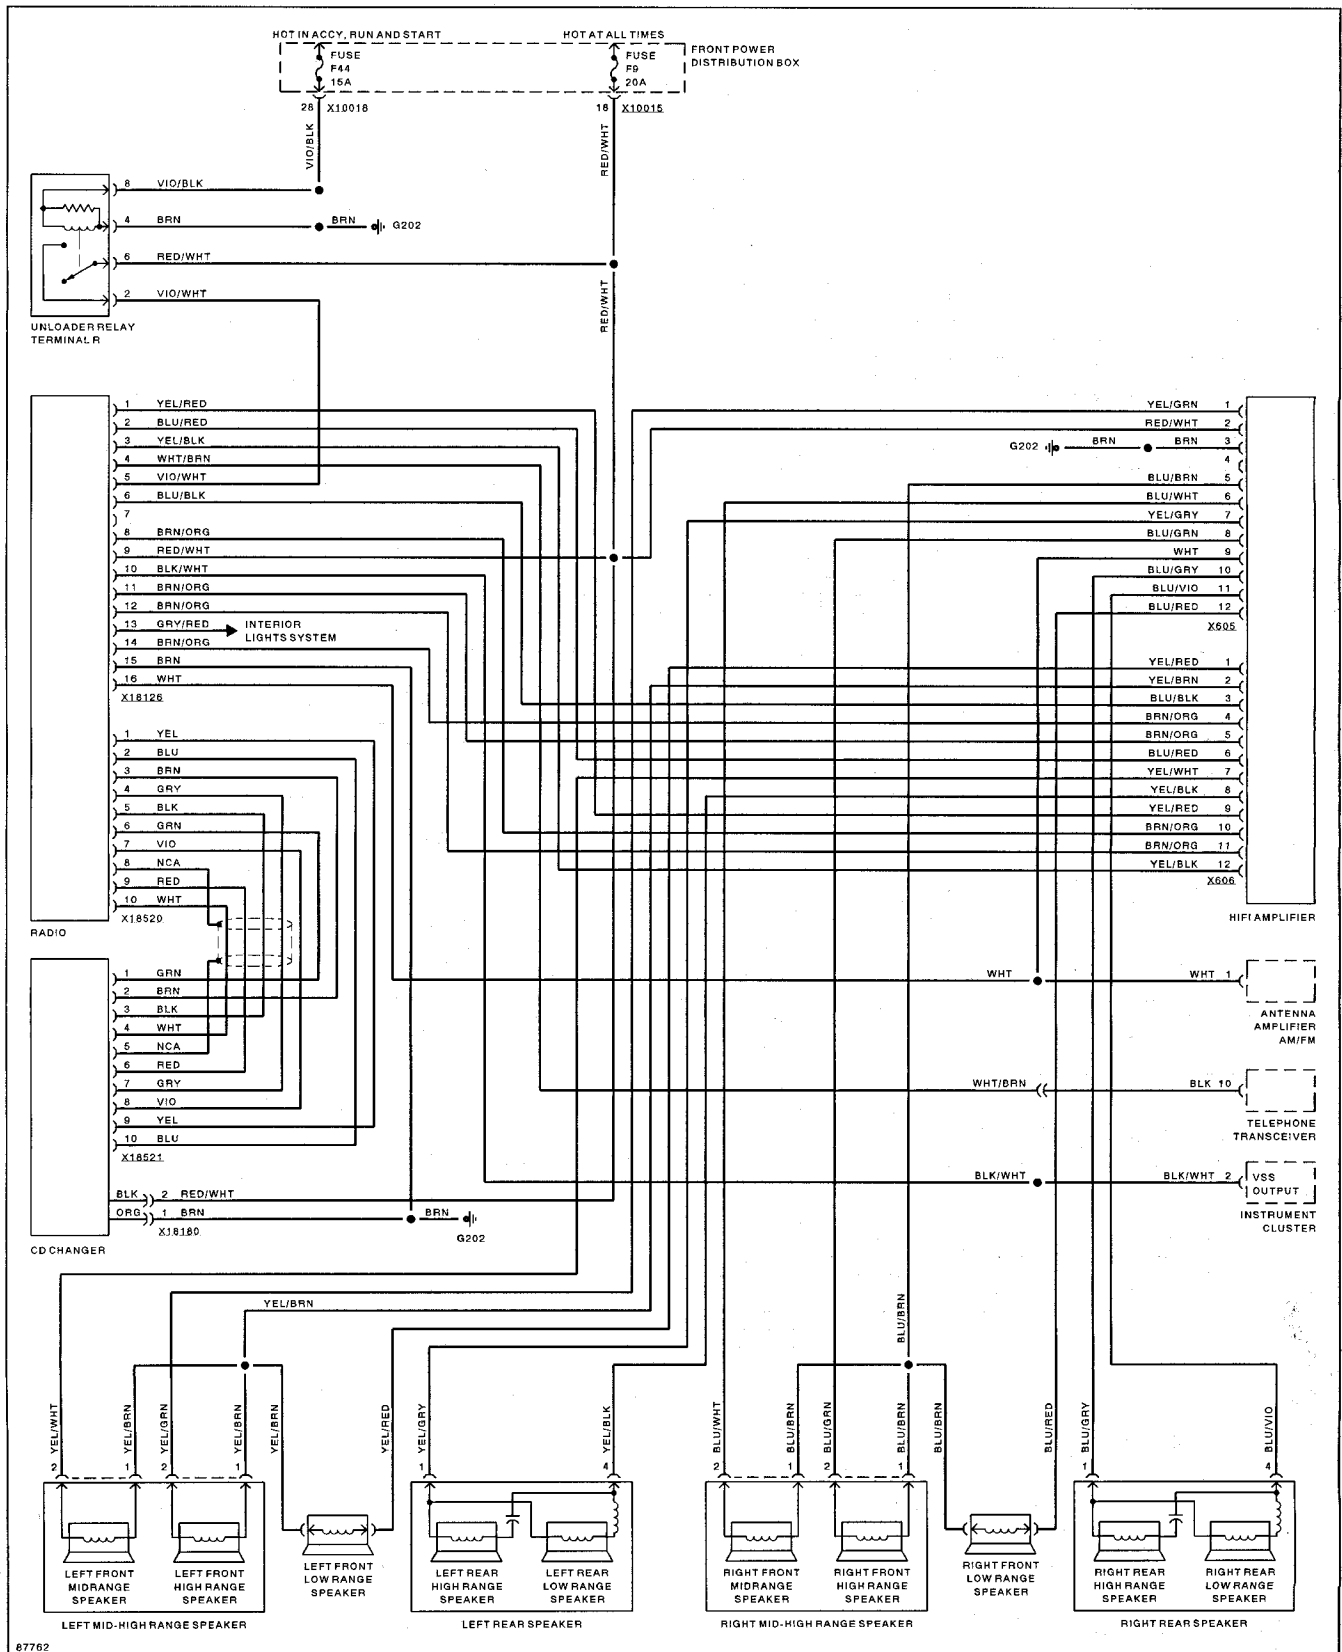 HOT IN ACCY, RUN AND START
HOT AT ALL TIMES
FUSE
F44
15A
FUSE
F9
20A
FRONT POWER
DISTRIBUTION BOX
28 X10018
16 X10015
VIO/BLK
RED/WHT
8 VIO/BLK
4 BRN
BRN
G202
6 RED/WHT
2 VIO/WHT
RED/WHT
UNLOADER RELAY
TERMINAL R
1 YEL/RED
2 BLU/RED
3 YEL/BLK
4 WHT/BRN
5 VIO/WHT
6 BLU/BLK
7
8 BRN/ORG
9 RED/WHT
10 BLK/WHT
11 BRN/ORG
12 BRN/ORG
13 GRY/RED
INTERIOR
LIGHTS SYSTEM
14 BRN/ORG
15 BRN
16 WHT
X18126
1 YEL
2 BLU
3 BRN
4 GRY
5 BLK
6 GRN
7 VIO
8 NCA
9 RED
10 WHT
X18520
RADIO
1 GRN
2 BRN
3 BLK
4 WHT
5 NCA
6 RED
7 GRY
8 VIO
9 YEL
10 BLU
X18521
BLK 2 RED/WHT
ORG 1 BRN
X18180
BRN
G202
CD CHANGER
YEL/GRN 1
RED/WHT 2
G202 BRN BRN 3
4
BLU/BRN 5
BLU/WHT 6
YEL/GRY 7
BLU/GRN 8
WHT 9
BLU/GRY 10
BLU/VIO 11
BLU/RED 12
X605
YEL/RED 1
YEL/BRN 2
BLU/BLK 3
BRN/ORG 4
BRN/ORG 5
BLU/RED 6
YEL/WHT 7
YEL/BLK 8
YEL/RED 9
BRN/ORG 10
BRN/ORG 11
YEL/BLK 12
X606
HIFI AMPLIFIER
WHT WHT 1
ANTENNA
AMPLIFIER
AM/FM
WHT/BRN BLK 10
TELEPHONE
TRANSCEIVER
BLK/WHT BLK/WHT 2
VSS
OUTPUT
INSTRUMENT
CLUSTER
YEL/BRN
BLU/BRN
YEL/WHT
YEL/BRN
YEL/GRN
YEL/BRN
YEL/BRN
YEL/RED
YEL/GRY
YEL/BLK
BLU/WHT
BLU/BRN
BLU/GRN
BLU/BRN
BLU/BRN
BLU/RED
BLU/GRY
BLU/VIO
2 1 2 1 1 4 2 1 2 1 1 4
LEFT FRONT
MIDRANGE
SPEAKER
LEFT FRONT
HIGH RANGE
SPEAKER
LEFT MID-HIGH RANGE SPEAKER
LEFT FRONT
LOW RANGE
SPEAKER
LEFT REAR
HIGH RANGE
SPEAKER
LEFT REAR
LOW RANGE
SPEAKER
LEFT REAR SPEAKER
RIGHT FRONT
MIDRANGE
SPEAKER
RIGHT FRONT
HIGH RANGE
SPEAKER
RIGHT MID-HIGH RANGE SPEAKER
RIGHT FRONT
LOW RANGE
SPEAKER
RIGHT REAR
HIGH RANGE
SPEAKER
RIGHT REAR
LOW RANGE
SPEAKER
RIGHT REAR SPEAKER
87762